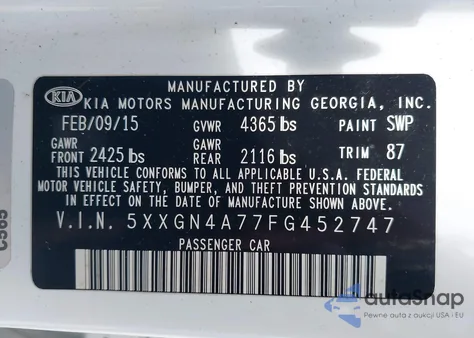 MANUFACTURED BY
KIA KIA MOTORS MANUFACTURING GEORGIA, INC.
FEB/09/15 GVWR 4365 lbs PAINT SWP
GAWR FRONT 2425 lbs GAWR REAR 2116 lbs TRIM 87
THIS VEHICLE CONFORMS TO ALL APPLICABLE U.S.A. FEDERAL
MOTOR VEHICLE SAFETY, BUMPER, AND THEFT PREVENTION STANDARDS
IN EFFECT ON THE DATE OF MANUFACTURE SHOWN ABOVE.
V.I.N. 5XXGN4A77FG452747
PASSENGER CAR
autoSnap
Pewne auta z aukcji USA i EU